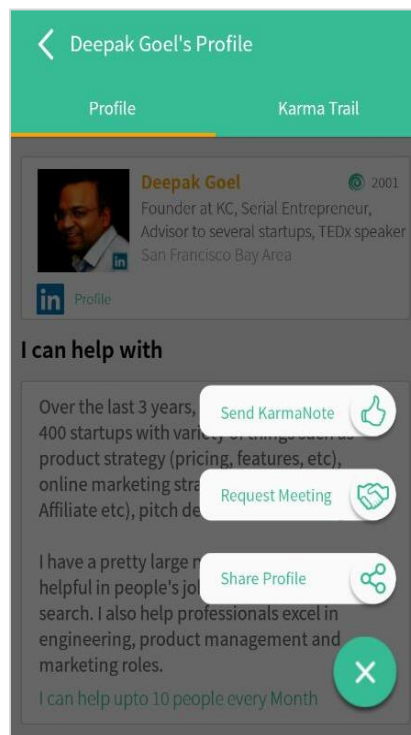 Deepak Goel's Profile
Profile
Karma Trail
Deepak Goel
2001
Founder at KC, Serial Entrepreneur,
Advisor to several startups, TEDx speaker
San Francisco Bay Area
in
in Profile
I can help with
Over the last 3 years,
400 startups with variety of things such as
product strategy (pricing, features, etc),
online marketing stra
Affiliate etc), pitch de
I have a pretty large
helpful in people's jo
search. I also help professionals excel in
engineering, product management and
marketing roles.
I can help upto 10 people every Month
Send KarmaNote
Request Meeting
Share Profile